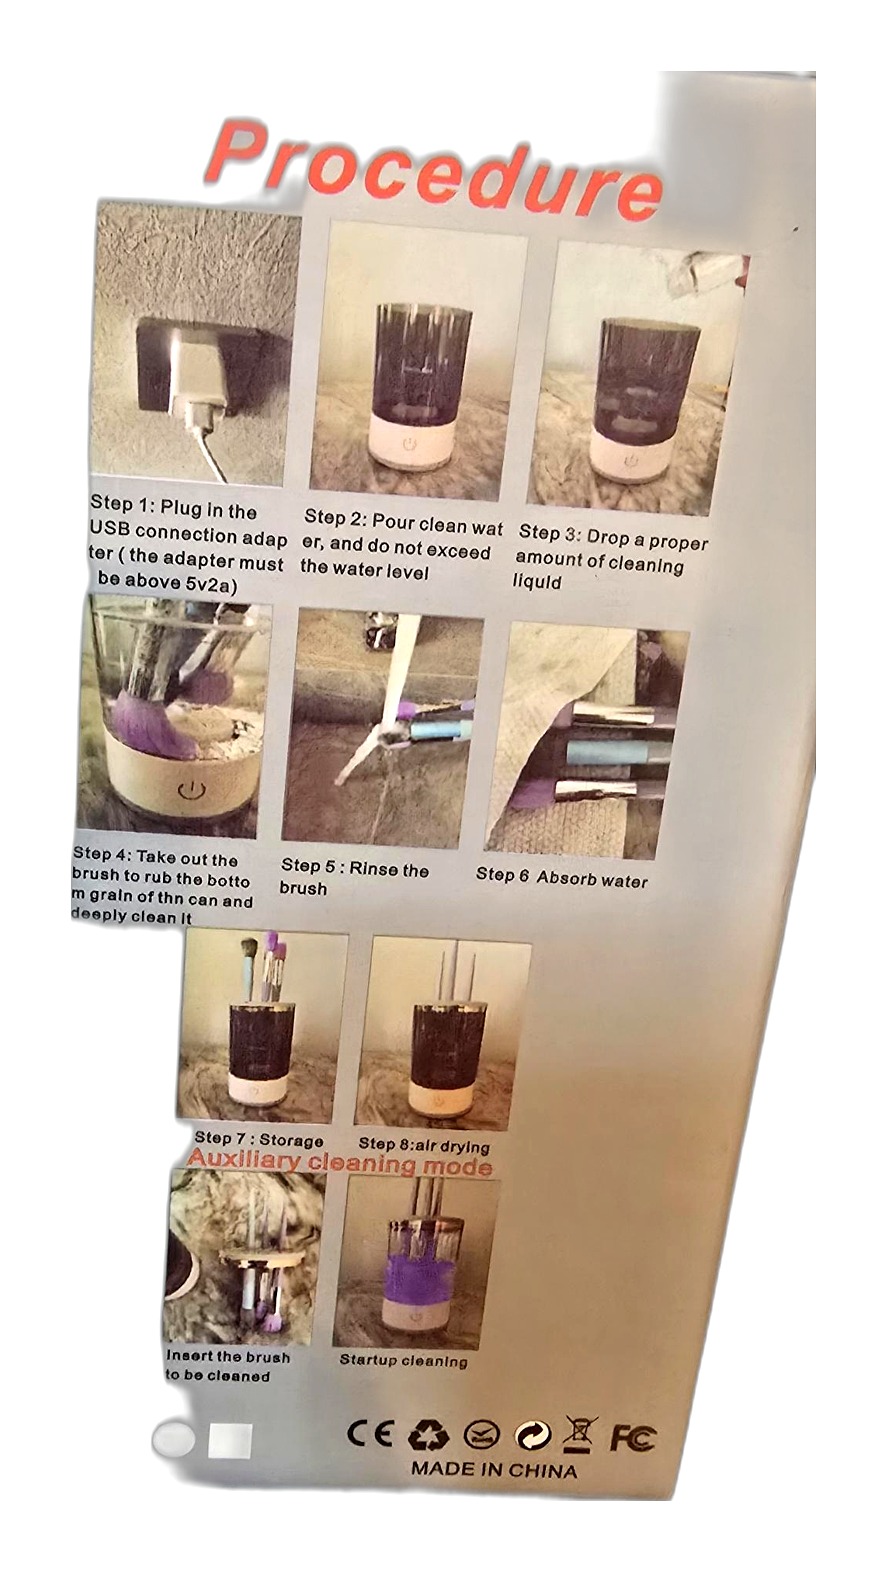 Procedure
Step 1: Plug in the
USB connection adap
ter ( the adapter must
be above 5v2a)
Step 2: Pour clean wat
er, and do not exceed
the water level
Step 3: Drop a proper
amount of cleaning
liquid
Step 4: Take out the
brush to rub the botto
m grain of thn can and
deeply clean it
Step 5 : Rinse the
brush
Step 6 Absorb water
Step 7 : Storage
Step 8:air drying
Auxiliary cleaning mode
Insert the brush
to be cleaned
Startup cleaning
CE FC
MADE IN CHINA